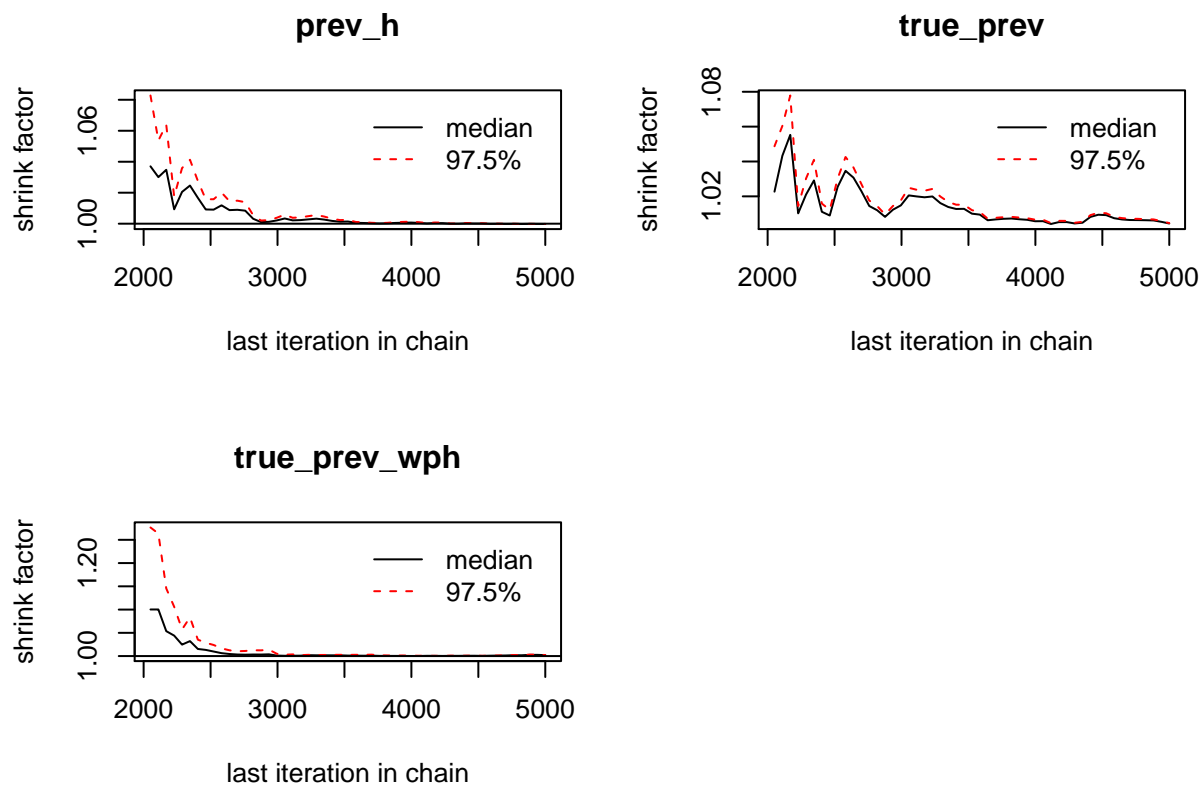 prev_h
shrink factor
1.00
1.06
median
97.5%
2000
3000
4000
5000
last iteration in chain
true_prev
shrink factor
1.02
1.08
median
97.5%
2000
3000
4000
5000
last iteration in chain
true_prev_wph
shrink factor
1.00
1.20
median
97.5%
2000
3000
4000
5000
last iteration in chain